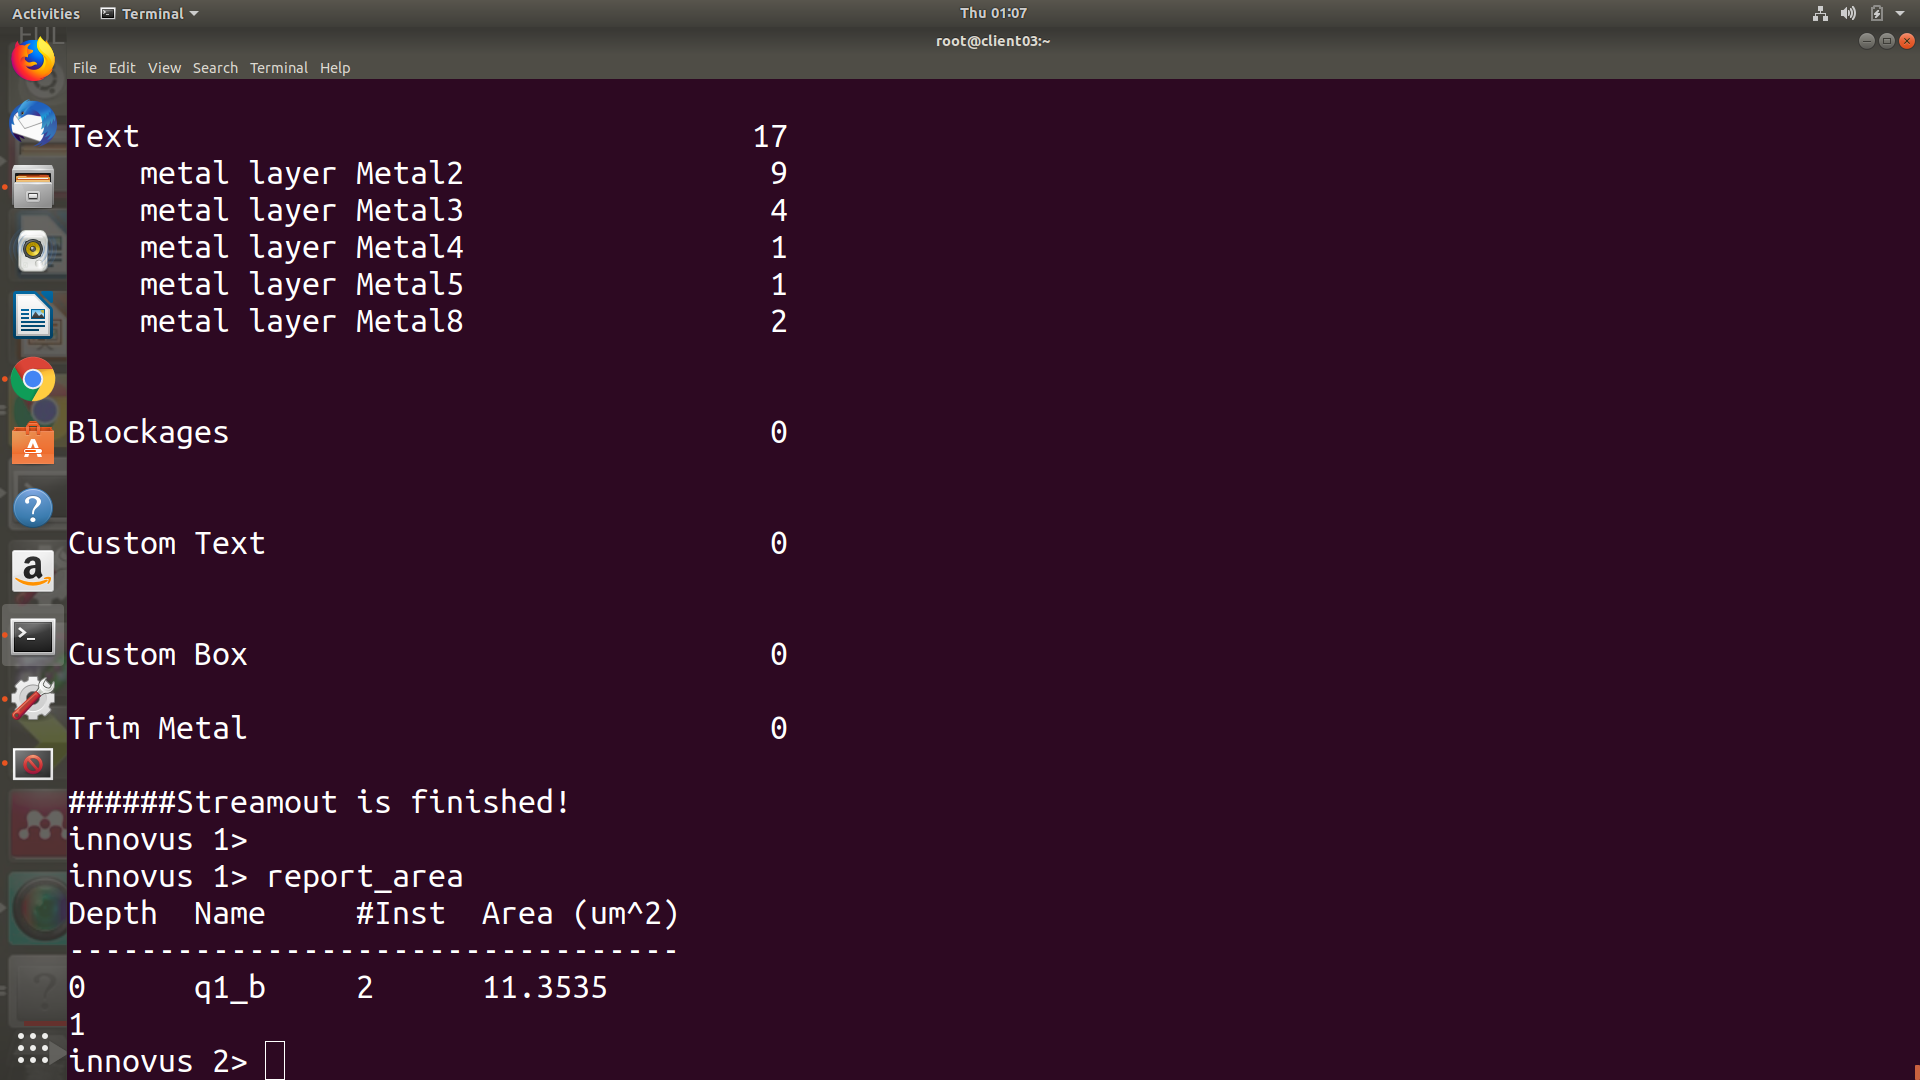 Activities Terminal Thu 01:07
root@client03:~
File Edit View Search Terminal Help
Text 17
metal layer Metal2 9
metal layer Metal3 4
metal layer Metal4 1
metal layer Metal5 1
metal layer Metal8 2
Blockages 0
Custom Text 0
Custom Box 0
Trim Metal 0
######Streamout is finished!
innovus 1>
innovus 1> report_area
Depth Name #Inst Area (um^2)
----------------------------------
0 q1_b 2 11.3535
1
innovus 2>